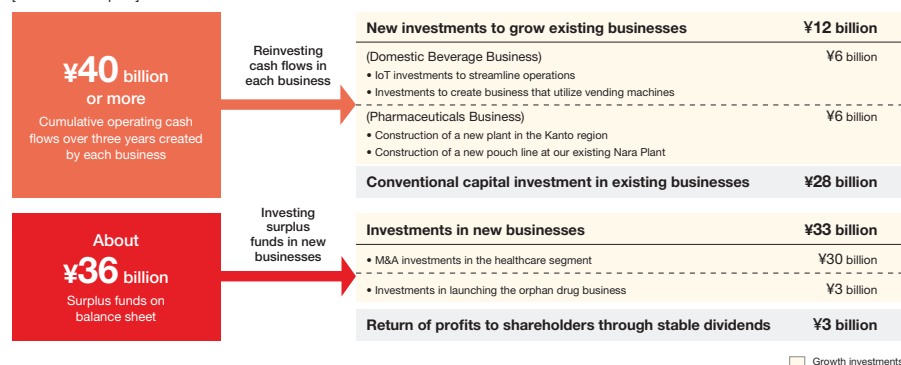 ¥40 billion
or more
Cumulative operating cash
flows over three years created
by each business
Reinvesting
cash flows in
each business
New investments to grow existing businesses ¥12 billion
(Domestic Beverage Business) ¥6 billion
• IoT investments to streamline operations
• Investments to create business that utilize vending machines
(Pharmaceuticals Business) ¥6 billion
• Construction of a new plant in the Kanto region
• Construction of a new pouch line at our existing Nara Plant
Conventional capital investment in existing businesses ¥28 billion
About
¥36 billion
Surplus funds on
balance sheet
Investing
surplus
funds in new
businesses
Investments in new businesses ¥33 billion
• M&A investments in the healthcare segment ¥30 billion
• Investments in launching the orphan drug business ¥3 billion
Return of profits to shareholders through stable dividends ¥3 billion
Growth investments